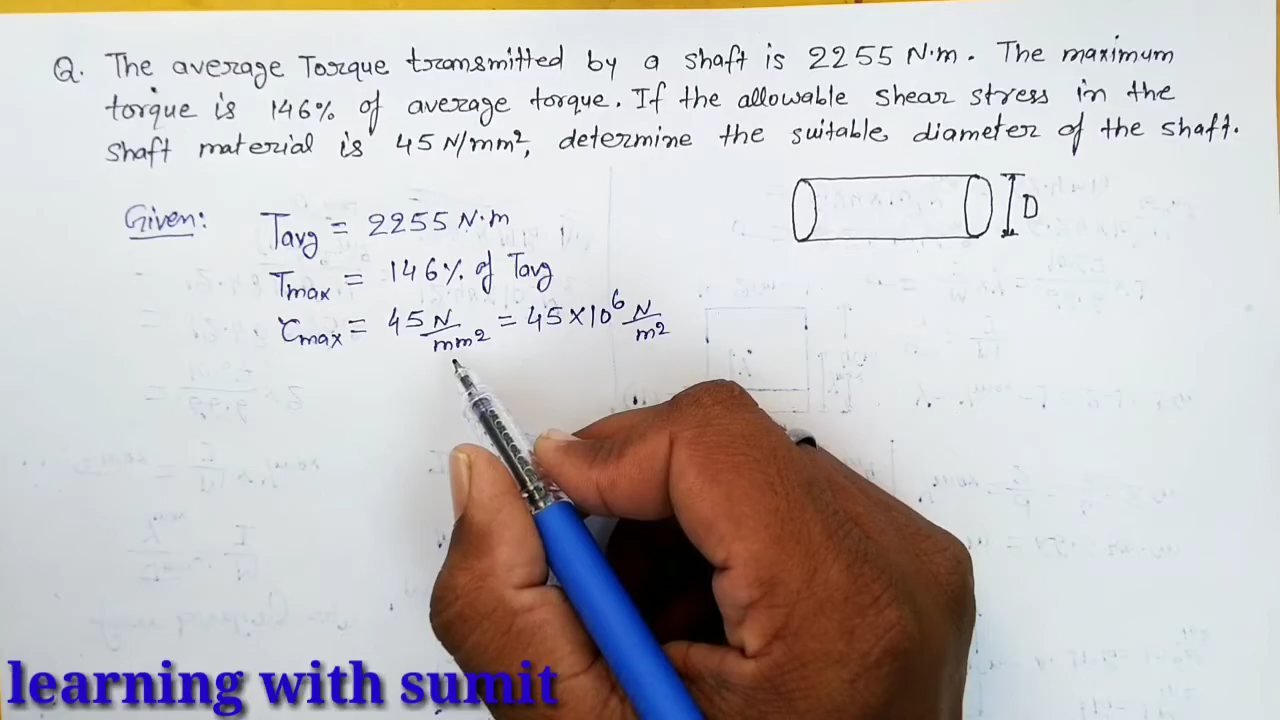 Q. The average Torque transmitted by a shaft is 2255 N·m. The maximum
torque is 146% of average torque. If the allowable shear stress in the
shaft material is 45 N/mm², determine the suitable diameter of the shaft.
Given: Tavg = 2255 N·m
D
Tmax = 146% of Tavg
τmax = 45 N/mm² = 45×10⁶ N/m²
learning with sumit